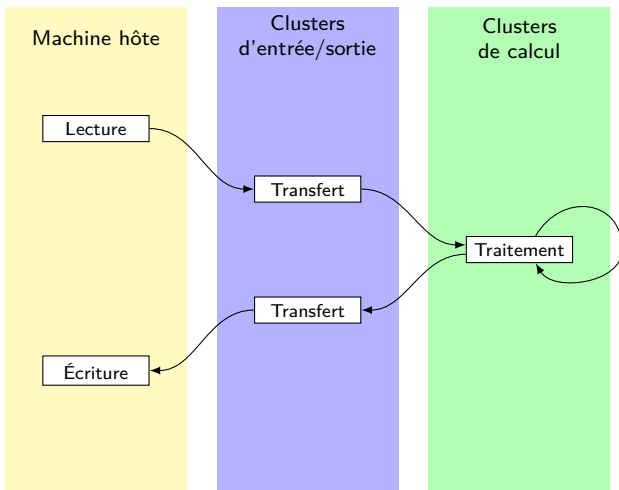 Machine hôte
Clusters
d'entrée/sortie
Clusters
de calcul
Lecture
Transfert
Traitement
Transfert
Écriture